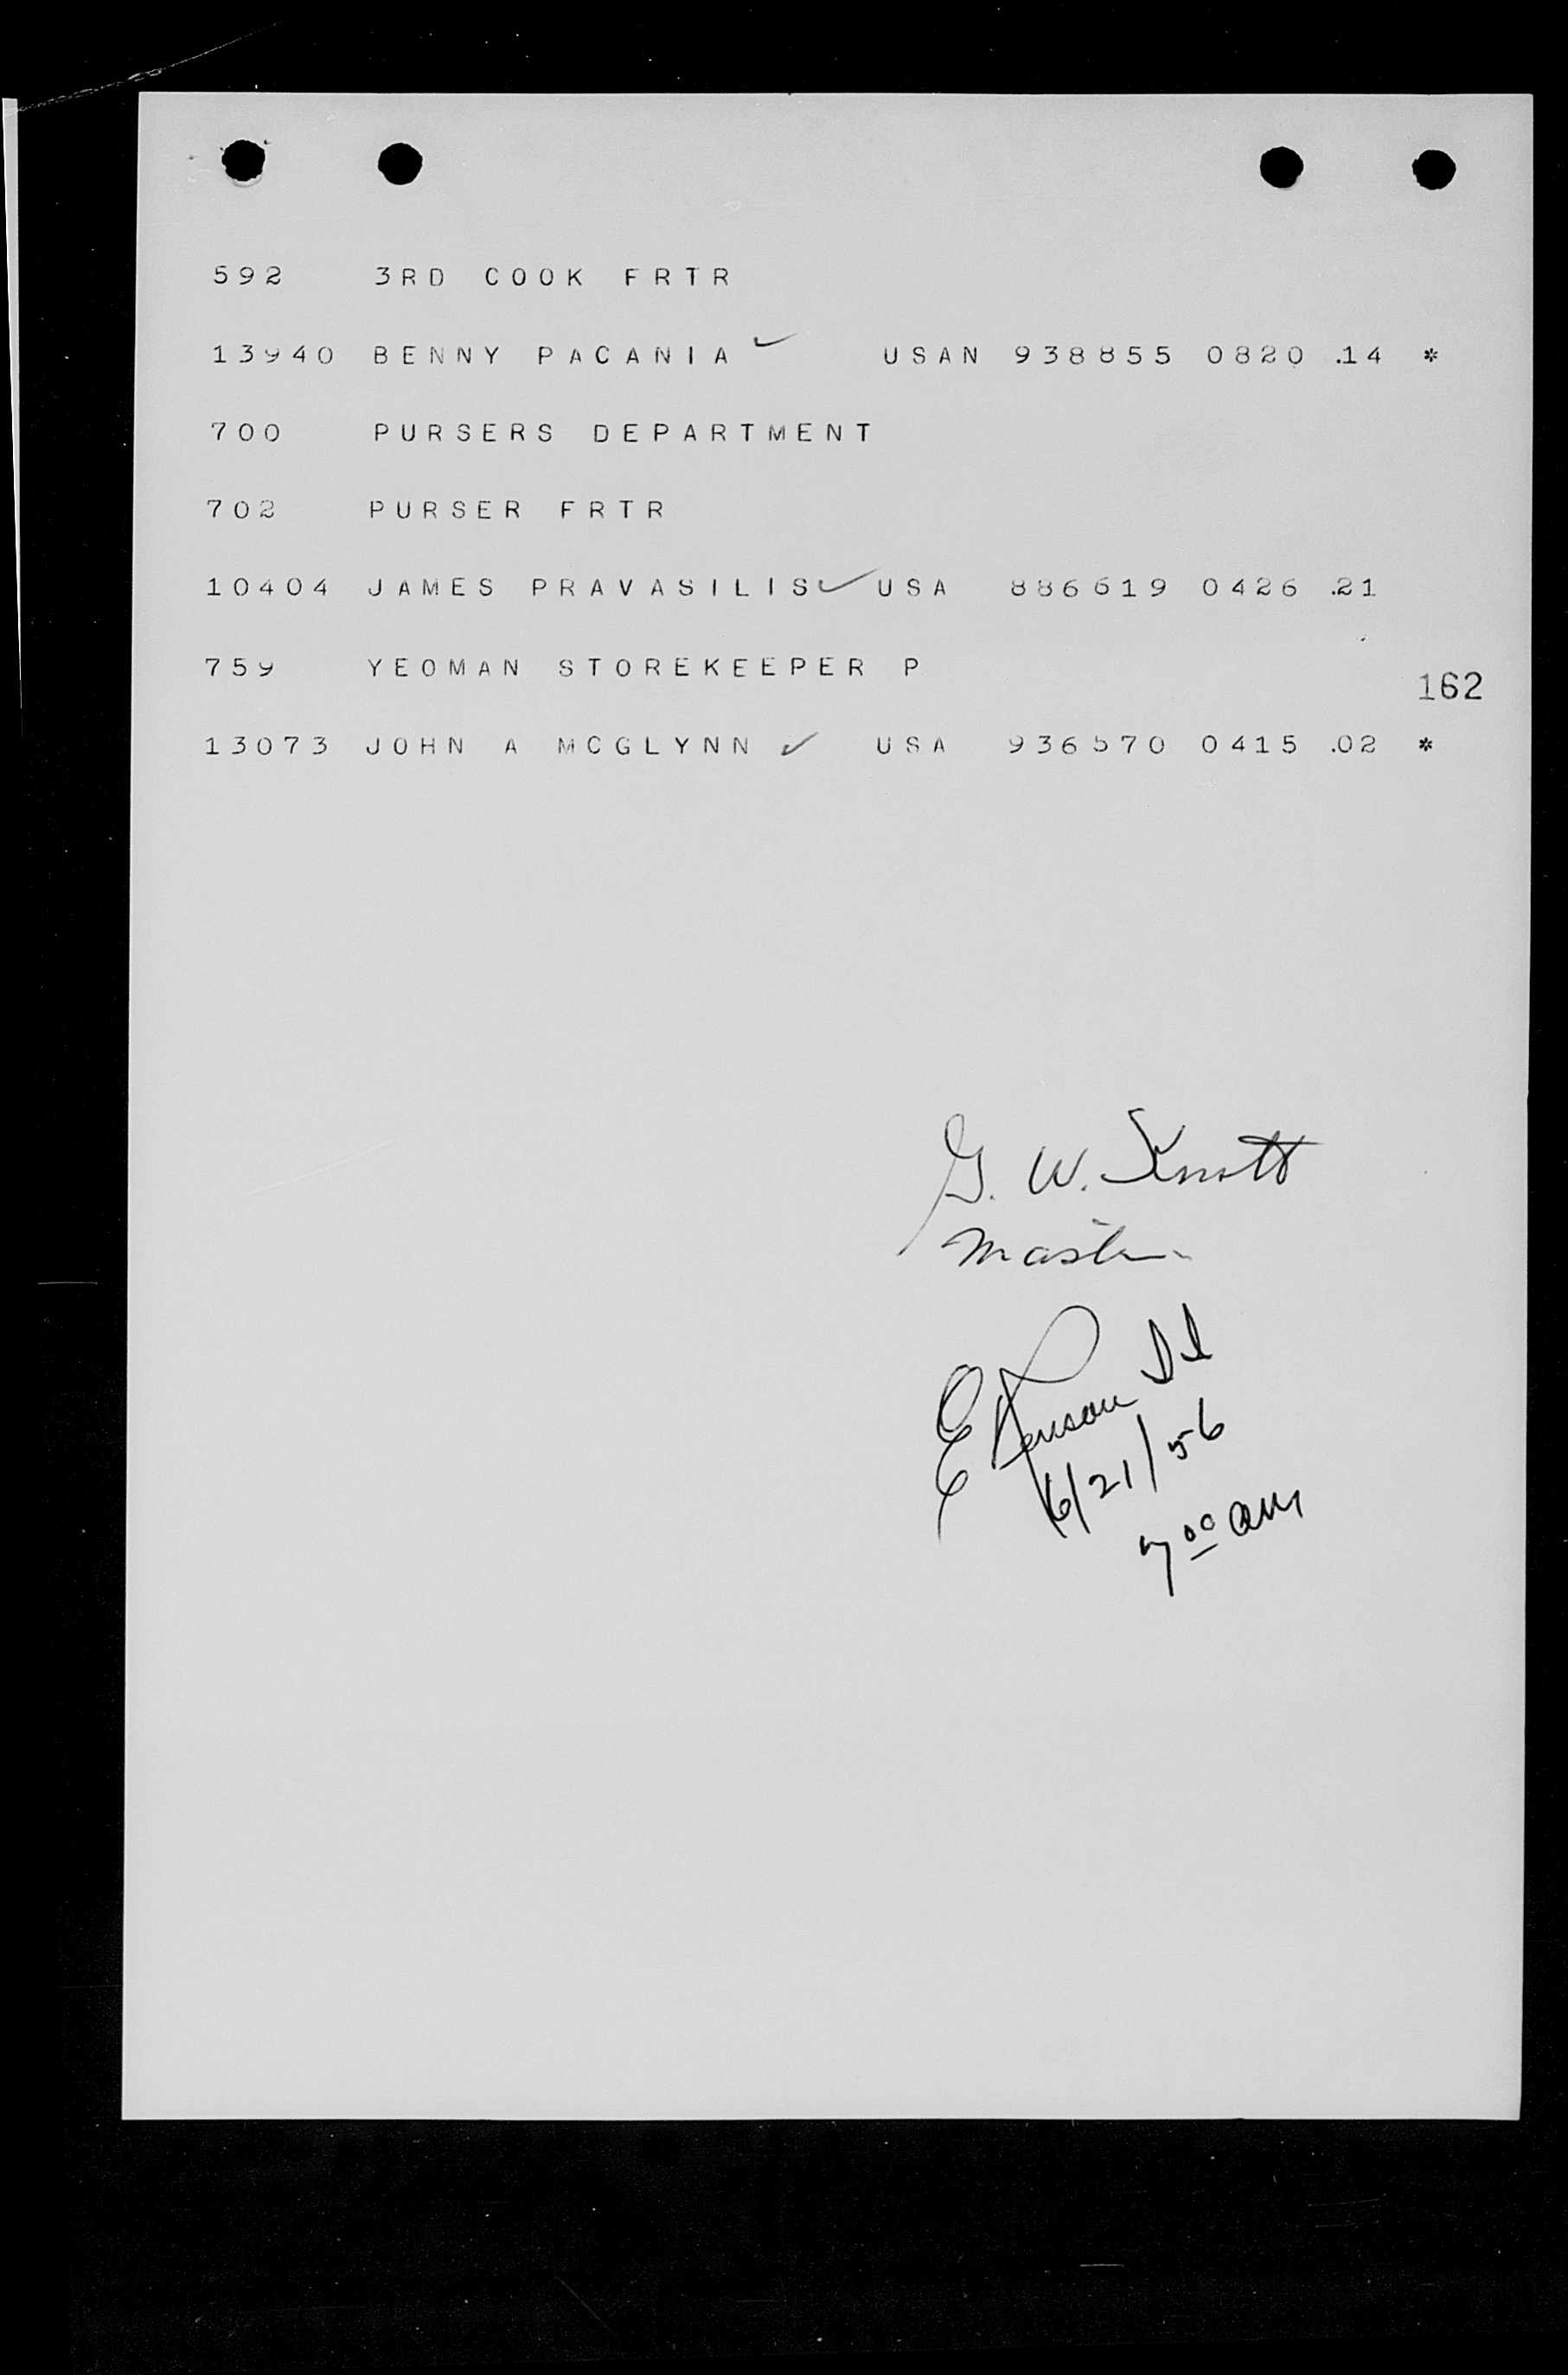 592 3RD COOK FRTR
13940 BENNY PACANIA ✓ USAN 938855 0820 .14 *
700 PURSERS DEPARTMENT
702 PURSER FRTR
10404 JAMES PRAVASILIS ✓ USA 886619 0426 .21
759 YEOMAN STOREKEEPER P
162
13073 JOHN A MCGLYNN ✓ USA 936570 0415 .02 *
G. W. Knott
Master
6/21/56
7 00 AM